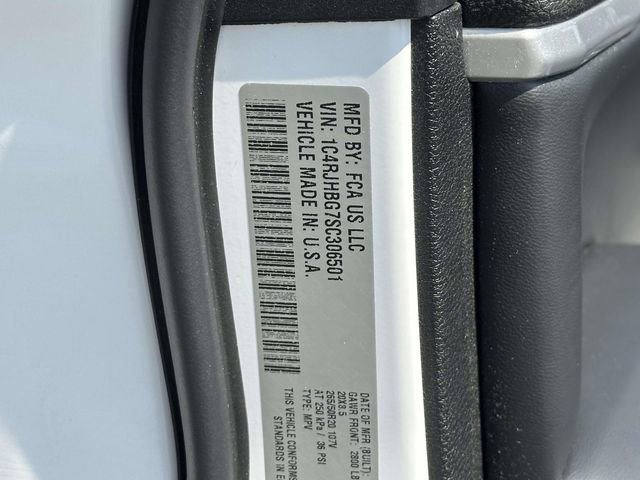 MFD BY: FCA US LLC
VIN: 1C4RJHBG7SC306501
VEHICLE MADE IN: U.S.A.
DATE OF MFR (BUILT):
GAWR FRONT: 2800 LB
20X8.5
265/50R20 107V
AT 250 kPa / 36 PSI
TYPE: MPV
THIS VEHICLE CONFORMS
STANDARDS IN E